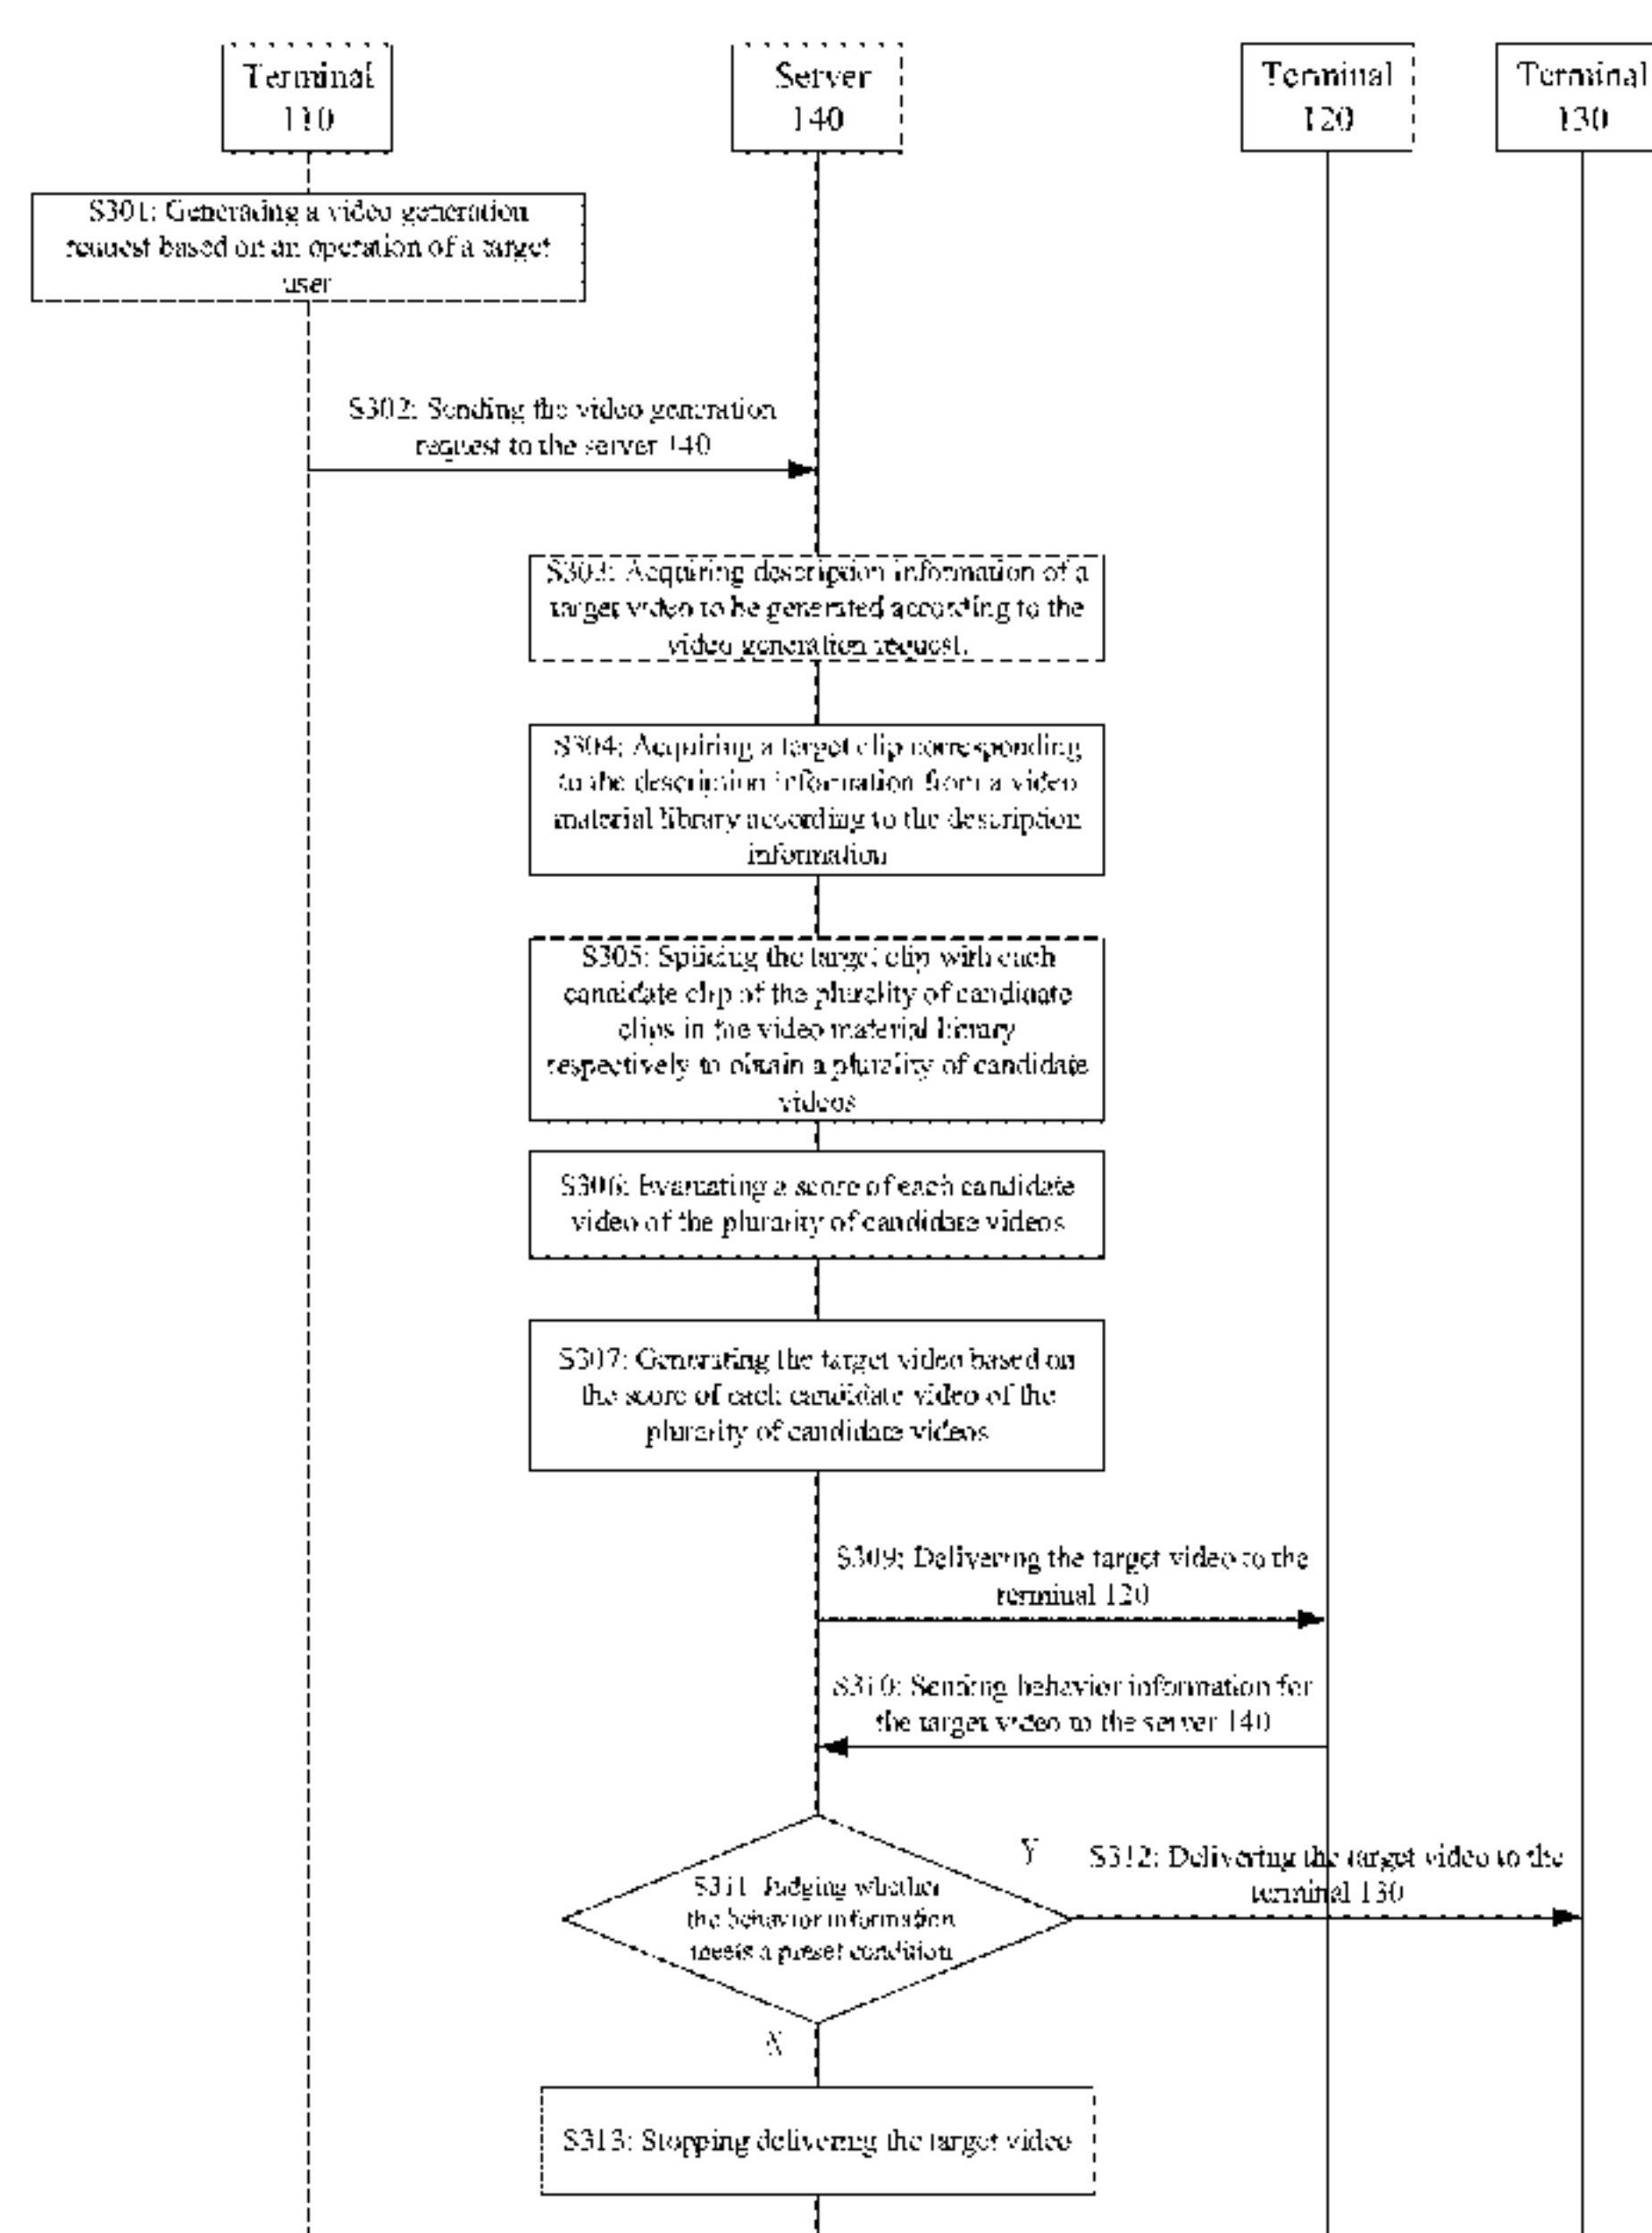 Terminal
110
Server
140
Terminal
120
Terminal
130
S301: Generating a video generation
request based on an operation of a target
user
S302: Sending the video generation
request to the server 140
S303: Acquiring description information of a
target video to be generated according to the
video generation request.
S304: Acquiring a target clip corresponding
to the description information from a video
material library according to the description
information
S305: Splicing the target clip with each
candidate clip of the plurality of candidate
clips in the video material library
respectively to obtain a plurality of candidate
videos
S306: Evaluating a score of each candidate
video of the plurality of candidate videos
S307: Generating the target video based on
the score of each candidate video of the
plurality of candidate videos
S309: Delivering the target video to the
terminal 120
S310: Sending behavior information for
the target video to the server 140
Y
S312: Delivering the target video to the
terminal 130
S311: Judging whether
the behavior information
meets a preset condition
N
S313: Stopping delivering the target video